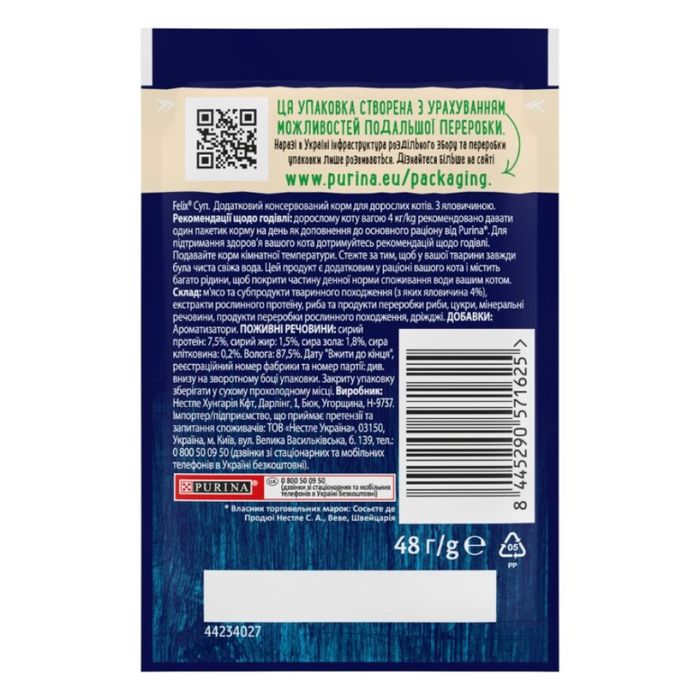 ЦЯ УПАКОВКА СТВОРЕНА З УРАХУВАННЯМ
МОЖЛИВОСТЕЙ ПОДАЛЬШОЇ ПЕРЕРОБКИ.
Наразі в Україні інфраструктура роздільного збору та переробки
упаковки лише розвивається. Дізнайтеся більше на сайті
www.purina.eu/packaging.
Felix® Суп. Додатковий консервований корм для дорослих котів. З яловичиною.
Рекомендації щодо годівлі: дорослому коту вагою 4 кг/kg рекомендовано давати
один пакетик корму на день як доповнення до основного раціону від Purina*. Для
підтримання здоров'я вашого кота дотримуйтесь рекомендацій щодо годівлі.
Подавайте корм кімнатної температури. Стежте за тим, щоб у вашої тварини завжди
була чиста свіжа вода. Цей продукт є додатковим у раціоні вашого кота і містить
багато рідини, щоб покрити частину денної норми споживання води вашим котом.
Склад: м'ясо та субпродукти тваринного походження (з яких яловичина 4%),
екстракти рослинного протеїну, риба та продукти переробки риби, цукри, мінеральні
речовини, продукти переробки рослинного походження, дріжджі. ДОБАВКИ:
Ароматизатори. ПОЖИВНІ РЕЧОВИНИ: сирий
протеїн: 7,5%, сирий жир: 1,5%, сира зола: 1,8%, сира
клітковина: 0,2%. Волога: 87,5%. Дату "Вжити до кінця",
реєстраційний номер фабрики та номер партії: див.
внизу на зворотному боці упаковки. Закриту упаковку
зберігати у сухому прохолодному місці. Виробник:
Нестле Хунгарія Кфт, Дарлінг 1, Бюк, Угорщина, H-9737.
Імпортер/підприємство, що приймає претензії та
запитання споживачів: ТОВ «Нестле Україна», 03150,
Україна, м. Київ, вул. Велика Васильківська, б. 139, тел.:
0 800 50 09 50 (дзвінки зі стаціонарних та мобільних
телефонів в Україні безкоштовні).
PURINA®
UA 0 800 50 09 50
(дзвінки зі стаціонарних та мобільних
телефонів в Україні безкоштовні)
* Власник торговельних марок: Сосьєте де
Продюї Нестле С. А., Веве, Швейцарія
8 445290 571625 >
48 г/g e
05
PP
44234027